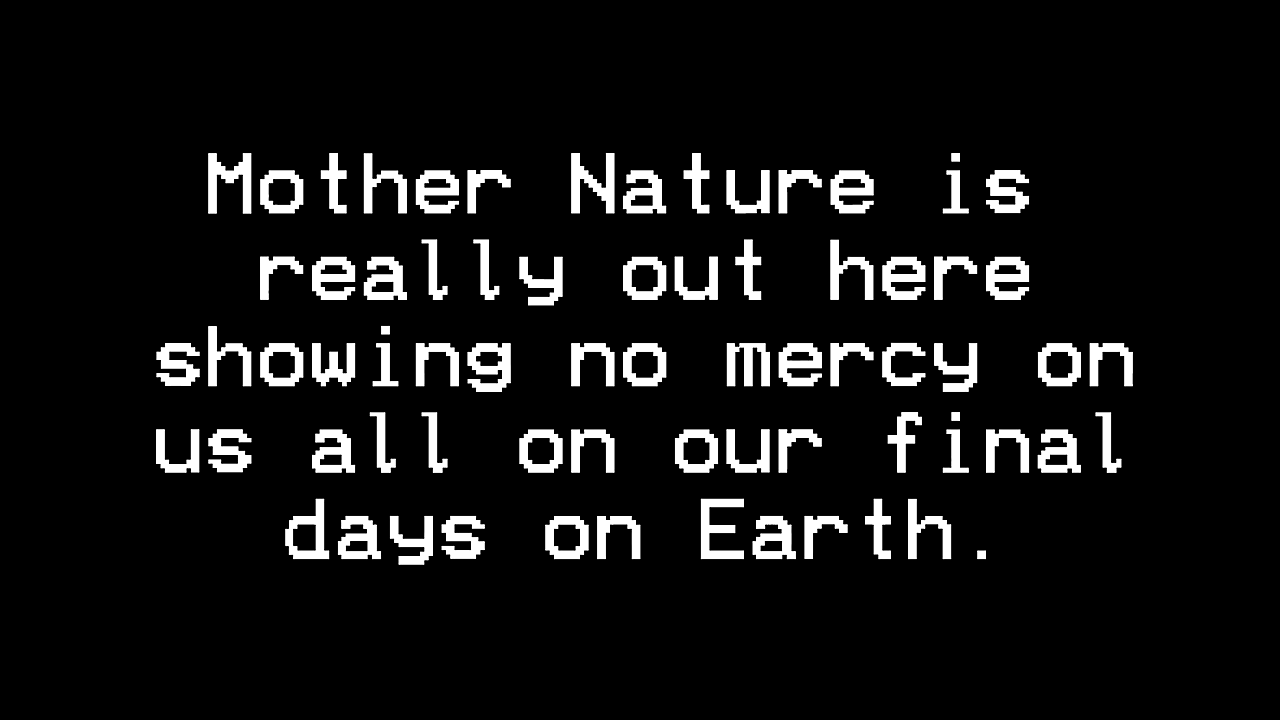 Mother Nature is
really out here
showing no mercy on
us all on our final
days on Earth.